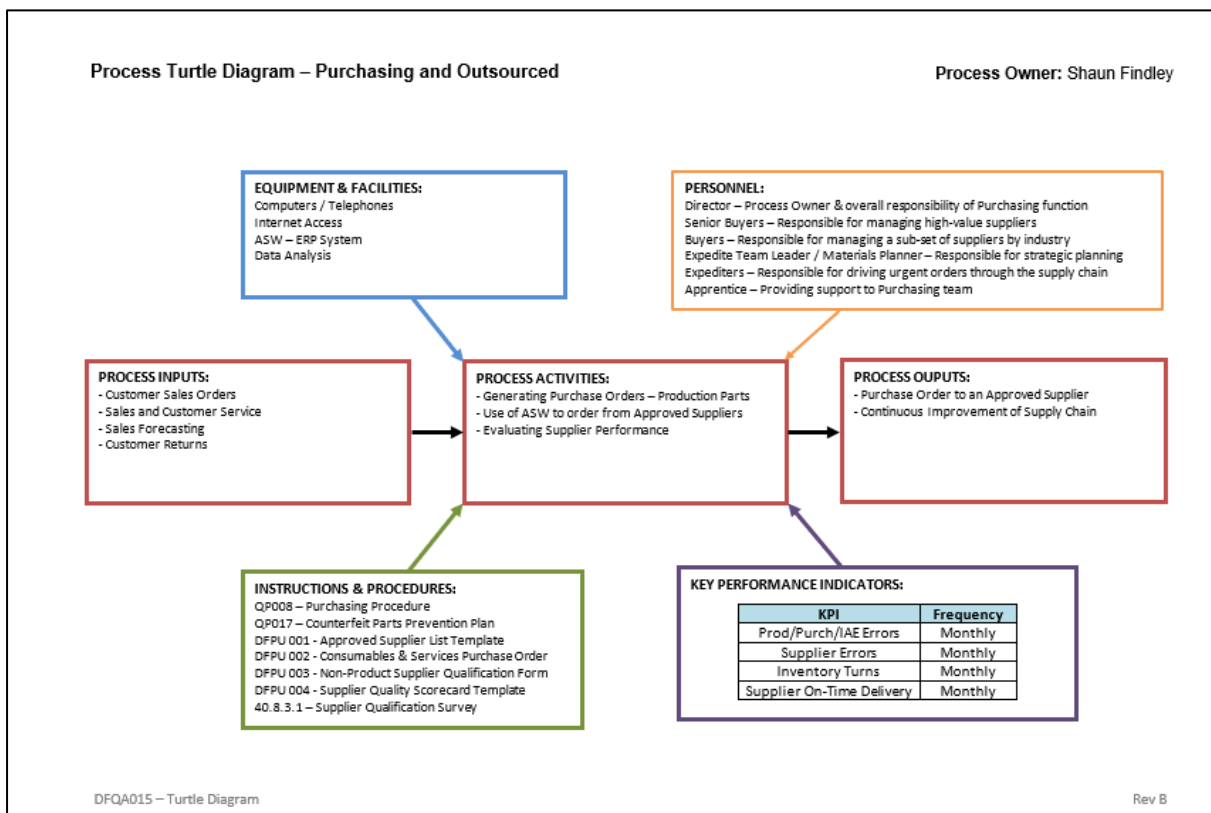 Process Turtle Diagram – Purchasing and Outsourced
Process Owner: Shaun Findley
EQUIPMENT & FACILITIES:
Computers / Telephones
Internet Access
ASW – ERP System
Data Analysis
PERSONNEL:
Director – Process Owner & overall responsibility of Purchasing function
Senior Buyers – Responsible for managing high-value suppliers
Buyers – Responsible for managing a sub-set of suppliers by industry
Expedite Team Leader / Materials Planner – Responsible for strategic planning
Expediters – Responsible for driving urgent orders through the supply chain
Apprentice – Providing support to Purchasing team
PROCESS INPUTS:
- Customer Sales Orders
- Sales and Customer Service
- Sales Forecasting
- Customer Returns
PROCESS ACTIVITIES:
- Generating Purchase Orders – Production Parts
- Use of ASW to order from Approved Suppliers
- Evaluating Supplier Performance
PROCESS OUPUTS:
- Purchase Order to an Approved Supplier
- Continuous Improvement of Supply Chain
INSTRUCTIONS & PROCEDURES:
QP008 – Purchasing Procedure
QP017 – Counterfeit Parts Prevention Plan
DFPU 001 - Approved Supplier List Template
DFPU 002 - Consumables & Services Purchase Order
DFPU 003 - Non-Product Supplier Qualification Form
DFPU 004 - Supplier Quality Scorecard Template
40.8.3.1 – Supplier Qualification Survey
KEY PERFORMANCE INDICATORS:
KPI Frequency
Prod/Purch/IAE Errors Monthly
Supplier Errors Monthly
Inventory Turns Monthly
Supplier On-Time Delivery Monthly
DFQA015 – Turtle Diagram
Rev B